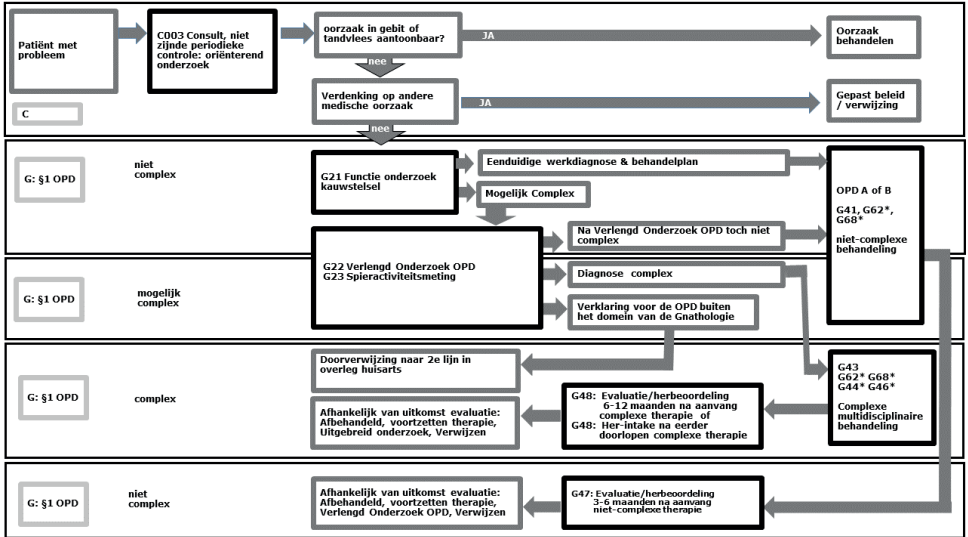 Patiënt met
probleem
C003 Consult, niet
zijnde periodieke
controle: oriënterend
onderzoek
oorzaak in gebit of
tandvlees aantoonbaar?
JA
Oorzaak
behandelen
nee
C
Verdenking op andere
medische oorzaak
JA
Gepast beleid
/ verwijzing
nee
G: §1 OPD
niet
complex
G21 Functie onderzoek
kauwstelsel
Eenduidige werkdiagnose & behandelplan
Mogelijk Complex
OPD A of B
G41, G62*,
G68*
niet-complexe
behandeling
Na Verlengd Onderzoek OPD toch niet
complex
G22 Verlengd Onderzoek OPD
G23 Spieractiviteitsmeting
G: §1 OPD
mogelijk
complex
Diagnose complex
Verklaring voor de OPD buiten
het domein van de Gnathologie
G: §1 OPD
complex
Doorverwijzing naar 2e lijn in
overleg huisarts
Afhankelijk van uitkomst evaluatie:
Afbehandeld, voortzetten therapie,
Uitgebreid onderzoek, Verwijzen
G48: Evaluatie/herbeoordeling
6-12 maanden na aanvang
complexe therapie of
G48: Her-intake na eerder
doorlopen complexe therapie
G43
G62* G68*
G44* G46*
Complexe
multidisciplinaire
behandeling
G: §1 OPD
niet
complex
Afhankelijk van uitkomst evaluatie:
Afbehandeld, voortzetten therapie,
Verlengd Onderzoek OPD, Verwijzen
G47: Evaluatie/herbeoordeling
3-6 maanden na aanvang
niet-complexe therapie